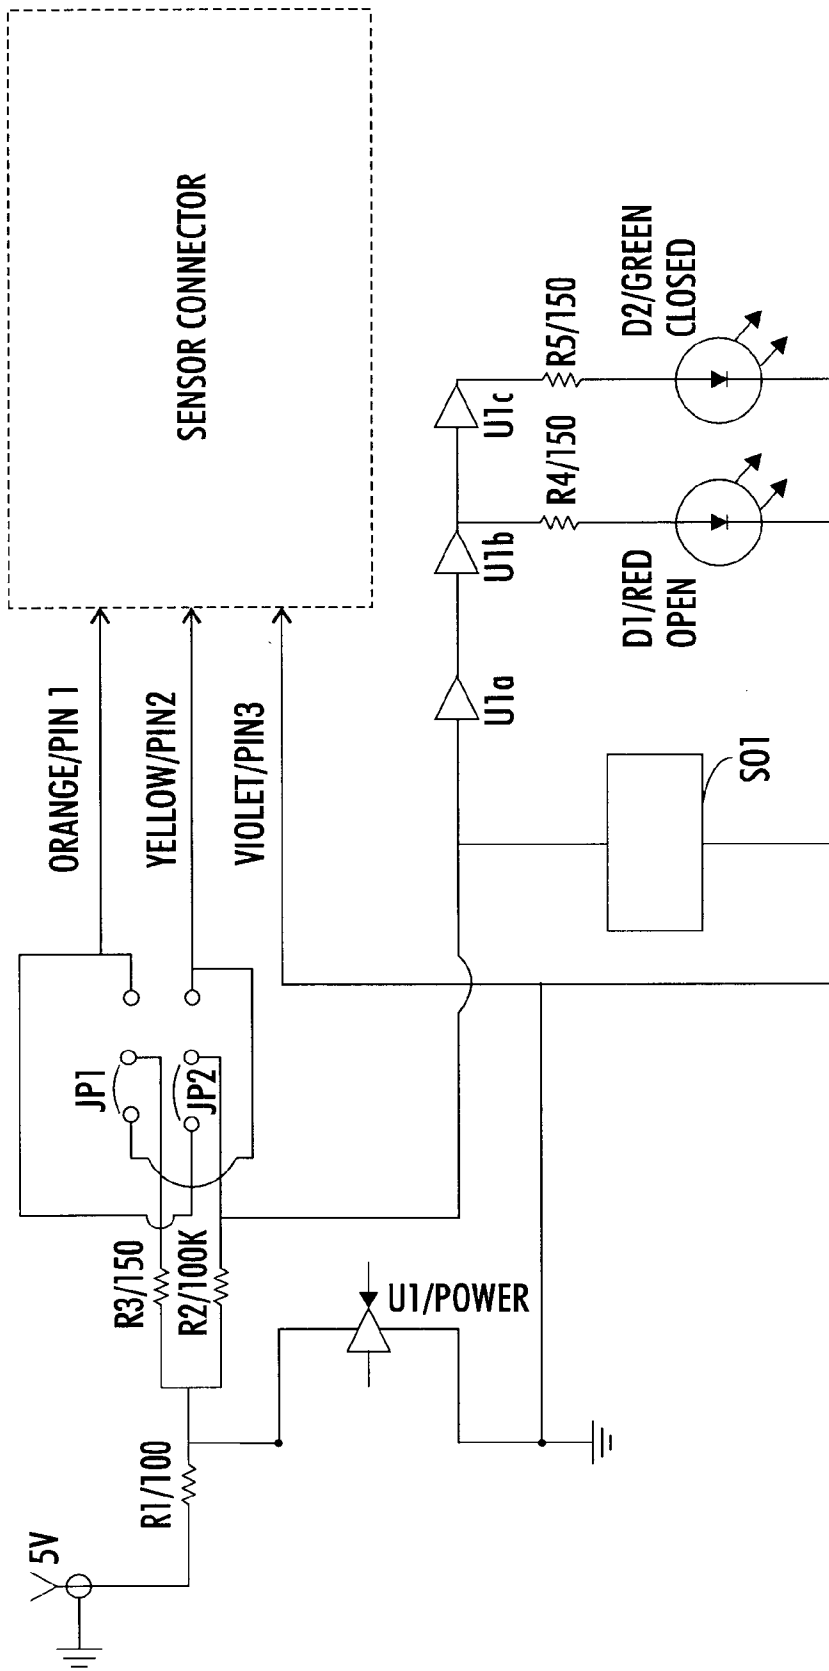 SENSOR CONNECTOR
ORANGE/PIN 1
YELLOW/PIN2
VIOLET/PIN3
JP1
JP2
5V
R1/100
R3/150
R2/100K
U1/POWER
U1a
U1b
U1c
R4/150
R5/150
D1/RED
OPEN
D2/GREEN
CLOSED
SO1